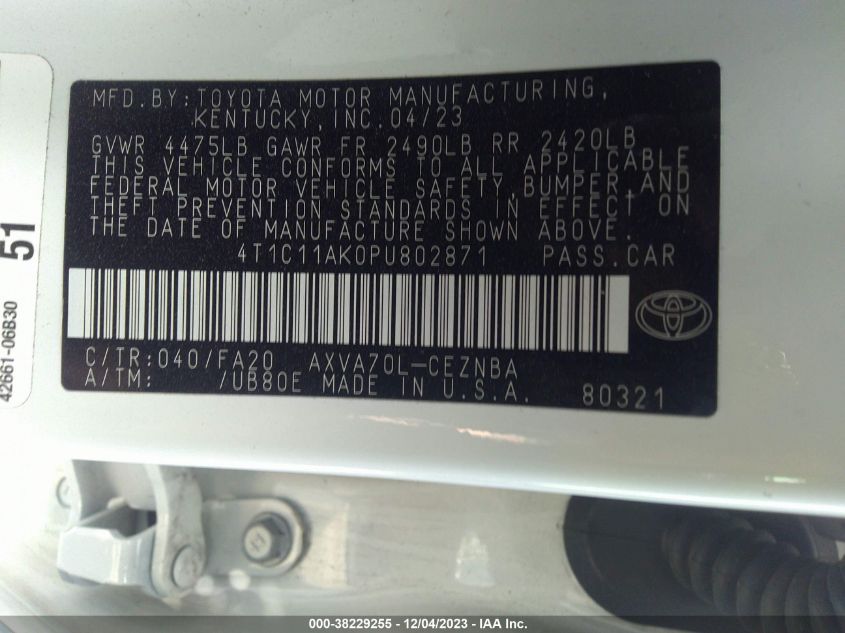 MFD.BY:TOYOTA MOTOR MANUFACTURING,
KENTUCKY,INC.04/23
GVWR 4475LB GAWR FR 2490LB RR 2420LB
THIS VEHICLE CONFORMS TO ALL APPLICABLE
FEDERAL MOTOR VEHICLE SAFETY,BUMPER,AND
THEFT PREVENTION STANDARDS IN EFFECT ON
THE DATE OF MANUFACTURE SHOWN ABOVE.
4T1C11AK0PU802871 PASS.CAR
C/TR:040/FA20 AXVA70L-CEZNBA
A/TM: /UB80E MADE IN U.S.A.
80321
51
42661-06B30
000-38229255 - 12/04/2023 - IAA Inc.